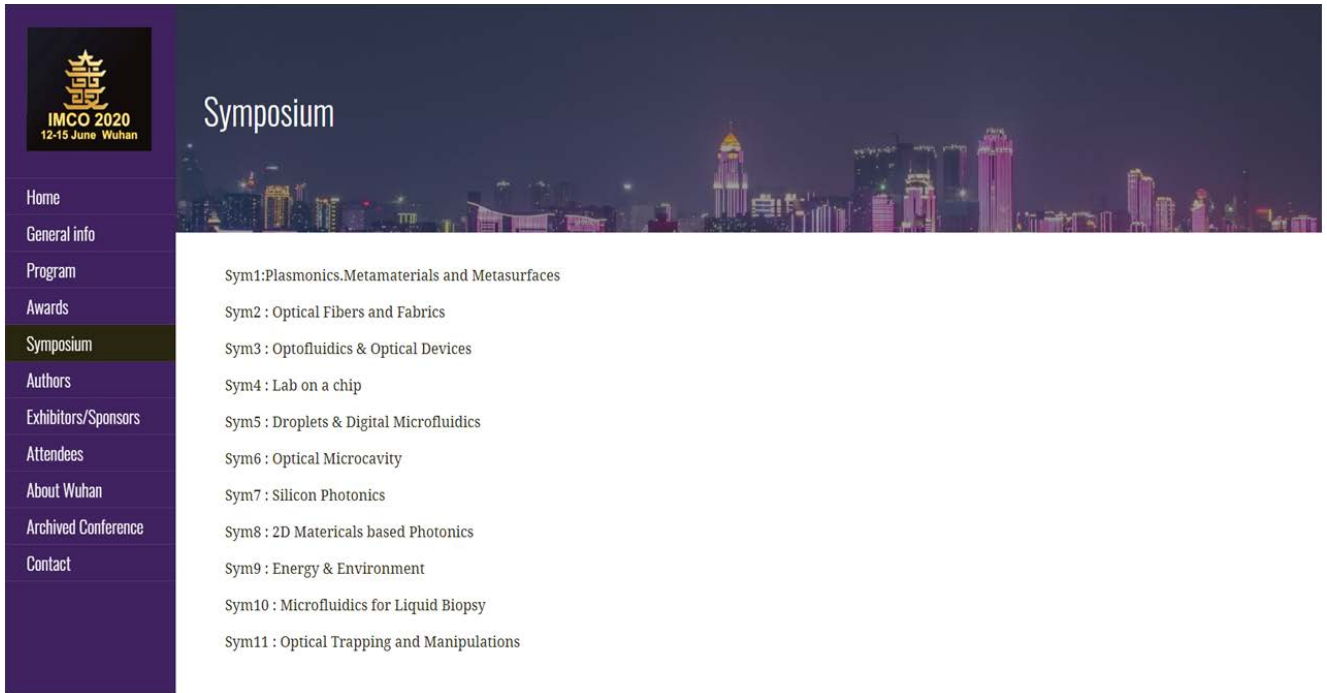 IMCO 2020
12-15 June Wuhan
Home
General info
Program
Awards
Symposium
Authors
Exhibitors/Sponsors
Attendees
About Wuhan
Archived Conference
Contact
Symposium
Sym1:Plasmonics.Metamaterials and Metasurfaces
Sym2 : Optical Fibers and Fabrics
Sym3 : Optofluidics & Optical Devices
Sym4 : Lab on a chip
Sym5 : Droplets & Digital Microfluidics
Sym6 : Optical Microcavity
Sym7 : Silicon Photonics
Sym8 : 2D Matericals based Photonics
Sym9 : Energy & Environment
Sym10 : Microfluidics for Liquid Biopsy
Sym11 : Optical Trapping and Manipulations